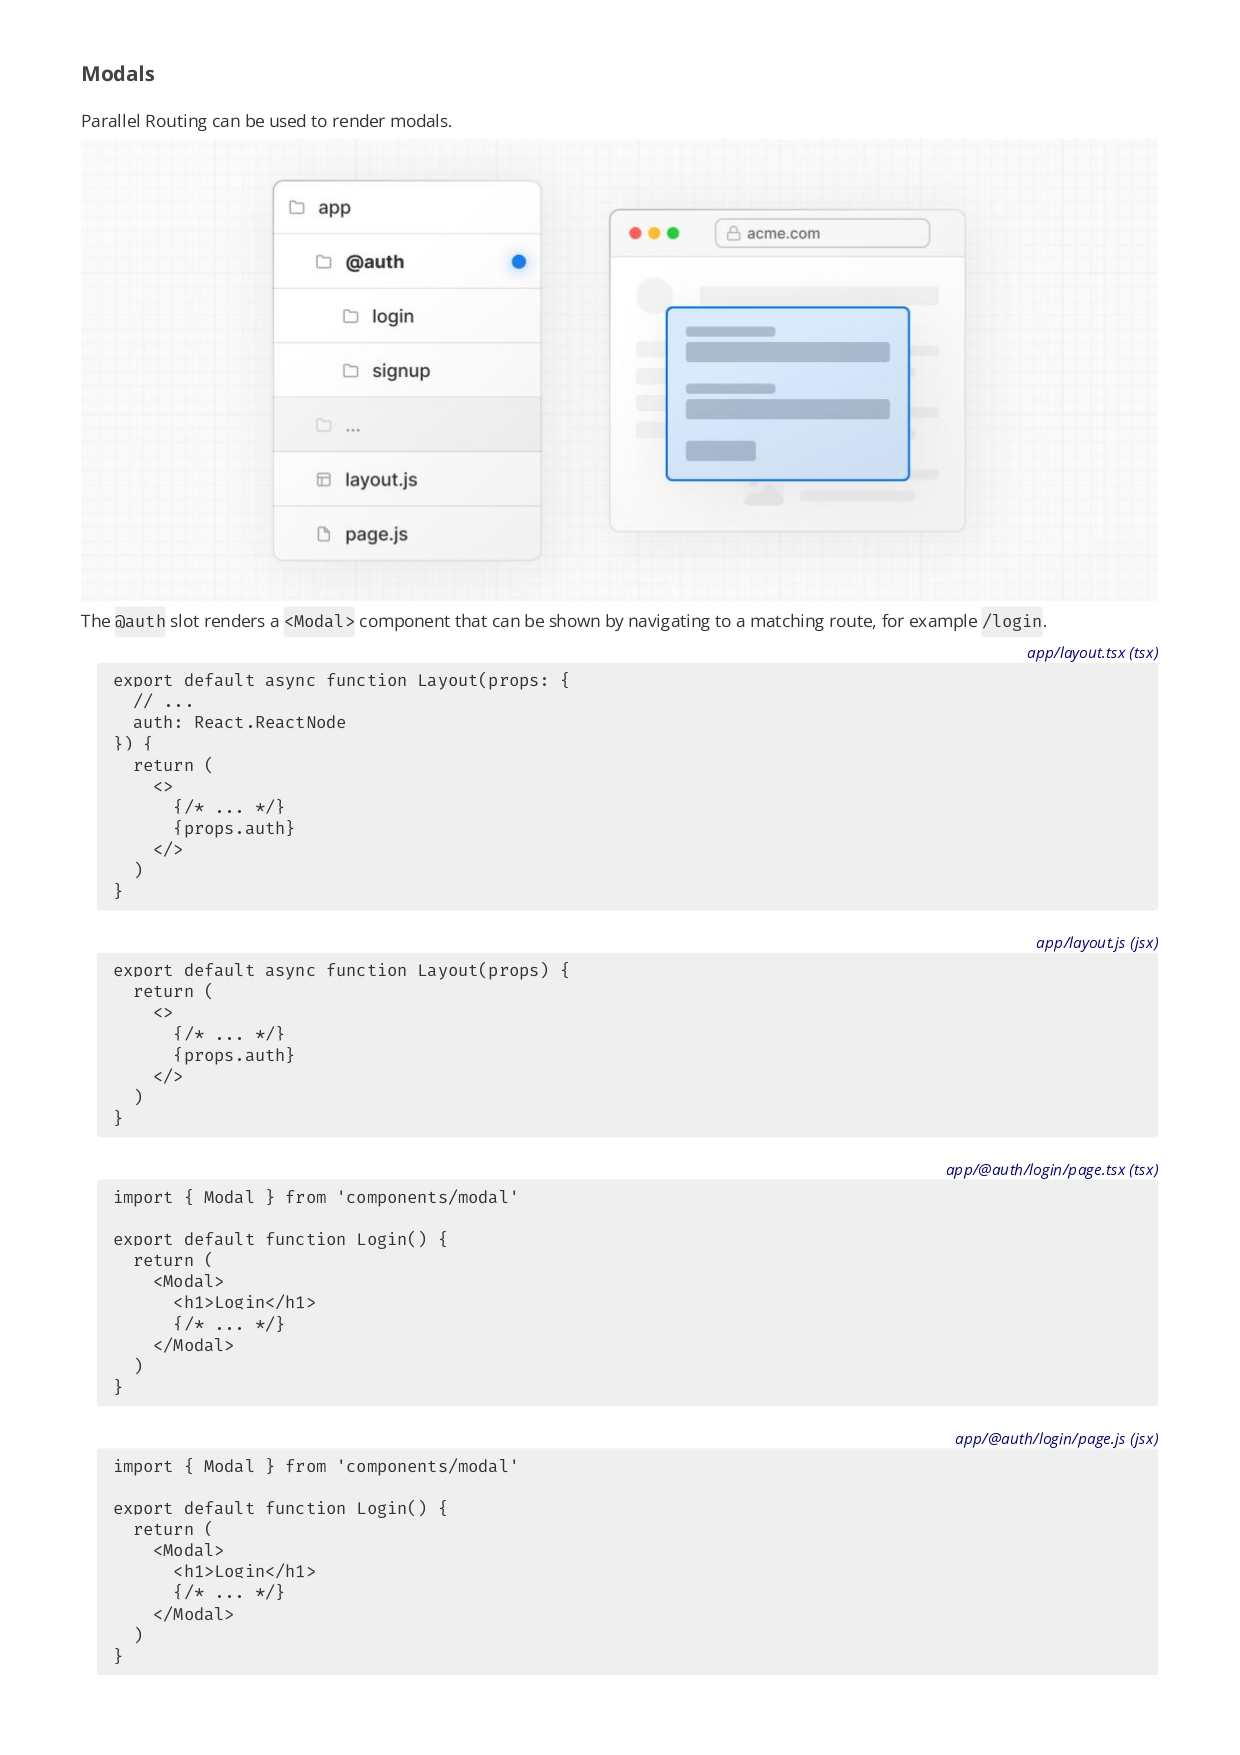 Modals
Parallel Routing can be used to render modals.
app
@auth
login
signup
...
layout.js
page.js
acme.com
The @auth slot renders a <Modal> component that can be shown by navigating to a matching route, for example /login.
app/layout.tsx (tsx)
export default async function Layout(props: {
  // ...
  auth: React.ReactNode
}) {
  return (
    <>
      {/* ... */}
      {props.auth}
    </>
  )
}
app/layout.js (jsx)
export default async function Layout(props) {
  return (
    <>
      {/* ... */}
      {props.auth}
    </>
  )
}
app/@auth/login/page.tsx (tsx)
import { Modal } from 'components/modal'

export default function Login() {
  return (
    <Modal>
      <h1>Login</h1>
      {/* ... */}
    </Modal>
  )
}
app/@auth/login/page.js (jsx)
import { Modal } from 'components/modal'

export default function Login() {
  return (
    <Modal>
      <h1>Login</h1>
      {/* ... */}
    </Modal>
  )
}